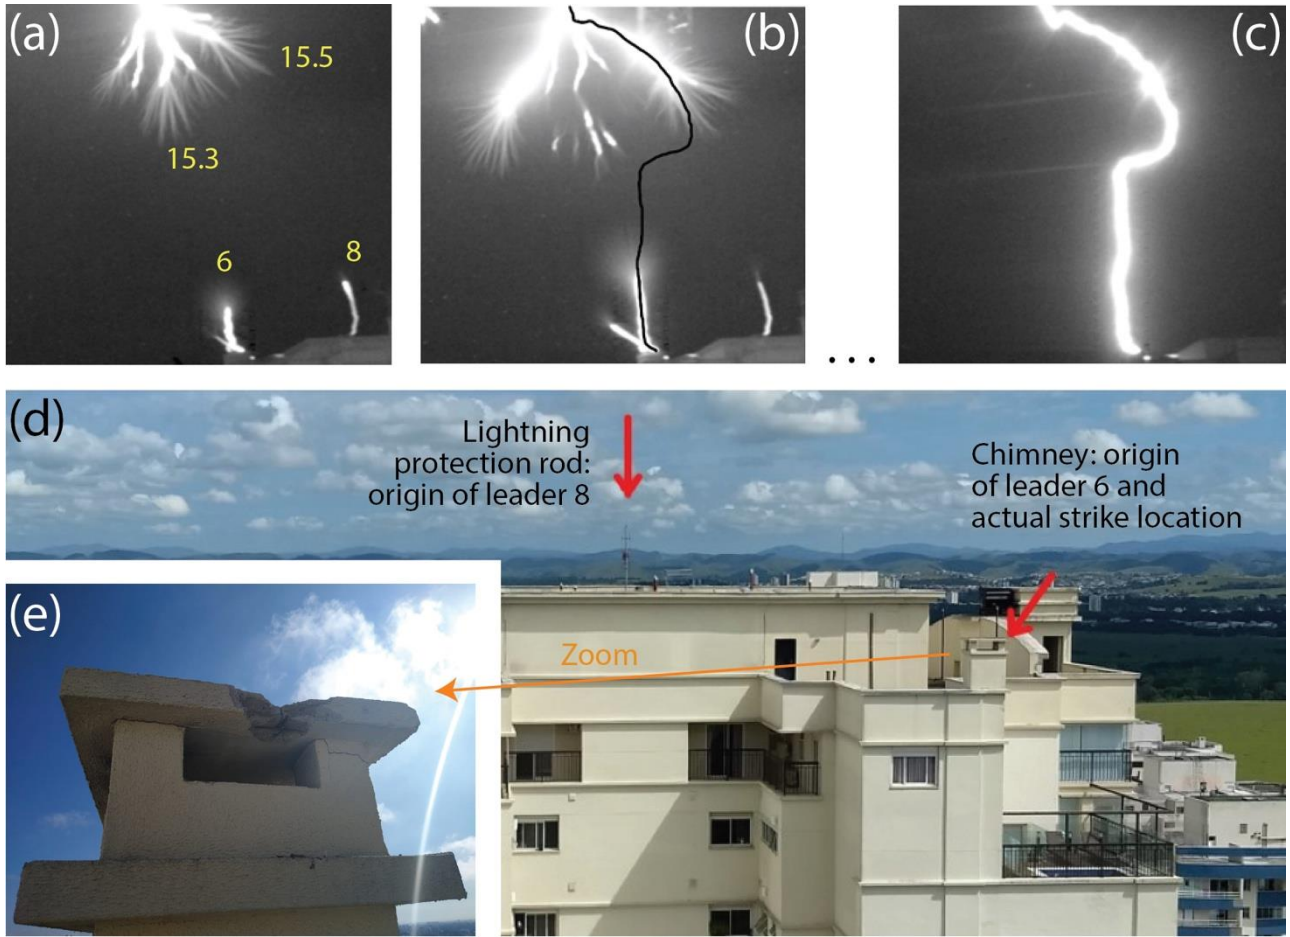 (a)
15.5
15.3
6
8
(b)
(c)
...
(d)
Lightning
protection rod:
origin of leader 8
Chimney: origin
of leader 6 and
actual strike location
Zoom
(e)